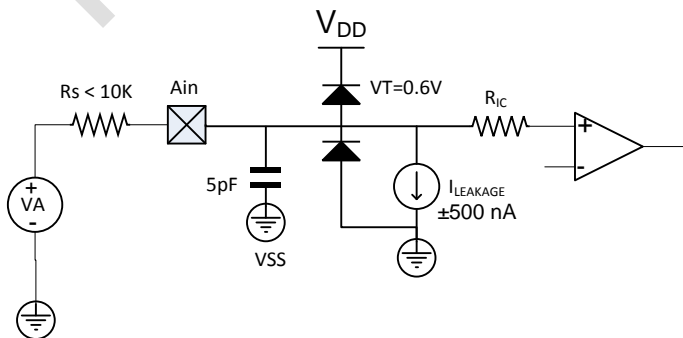 VDD
Rs < 10K
Ain
VT=0.6V
RIC
+
-
+
VA
-
5pF
ILEAKAGE
±500 nA
VSS